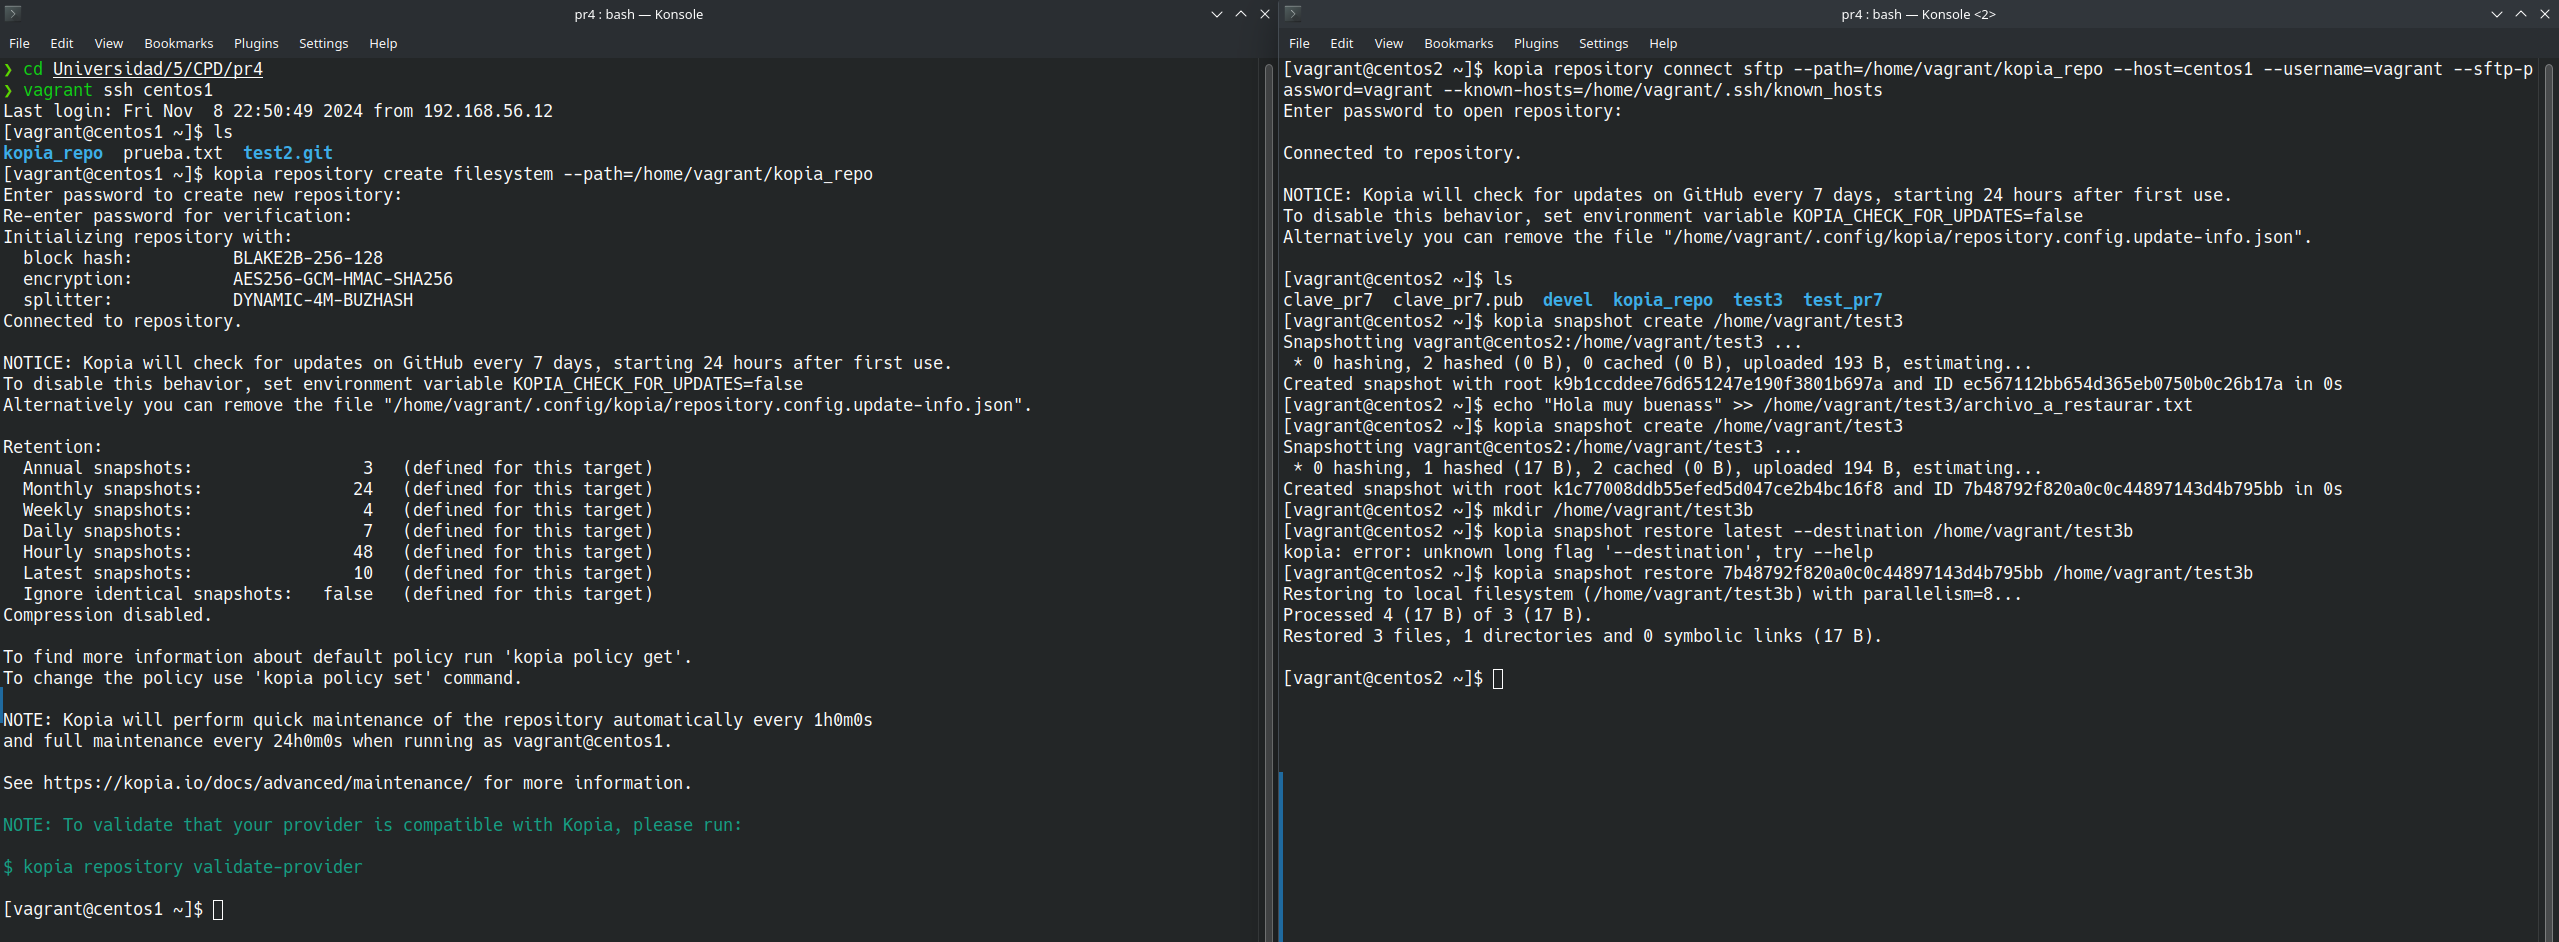 pr4 : bash — Konsole
File Edit View Bookmarks Plugins Settings Help
❯ cd Universidad/5/CPD/pr4
❯ vagrant ssh centos1
Last login: Fri Nov  8 22:50:49 2024 from 192.168.56.12
[vagrant@centos1 ~]$ ls
kopia_repo  prueba.txt  test2.git
[vagrant@centos1 ~]$ kopia repository create filesystem --path=/home/vagrant/kopia_repo
Enter password to create new repository:
Re-enter password for verification:
Initializing repository with:
  block hash:          BLAKE2B-256-128
  encryption:          AES256-GCM-HMAC-SHA256
  splitter:            DYNAMIC-4M-BUZHASH
Connected to repository.
NOTICE: Kopia will check for updates on GitHub every 7 days, starting 24 hours after first use.
To disable this behavior, set environment variable KOPIA_CHECK_FOR_UPDATES=false
Alternatively you can remove the file "/home/vagrant/.config/kopia/repository.config.update-info.json".
Retention:
  Annual snapshots:                 3   (defined for this target)
  Monthly snapshots:               24   (defined for this target)
  Weekly snapshots:                 4   (defined for this target)
  Daily snapshots:                  7   (defined for this target)
  Hourly snapshots:                48   (defined for this target)
  Latest snapshots:                10   (defined for this target)
  Ignore identical snapshots:   false   (defined for this target)
Compression disabled.
To find more information about default policy run 'kopia policy get'.
To change the policy use 'kopia policy set' command.
NOTE: Kopia will perform quick maintenance of the repository automatically every 1h0m0s
and full maintenance every 24h0m0s when running as vagrant@centos1.
See https://kopia.io/docs/advanced/maintenance/ for more information.
NOTE: To validate that your provider is compatible with Kopia, please run:
$ kopia repository validate-provider
[vagrant@centos1 ~]$
pr4 : bash — Konsole <2>
File Edit View Bookmarks Plugins Settings Help
[vagrant@centos2 ~]$ kopia repository connect sftp --path=/home/vagrant/kopia_repo --host=centos1 --username=vagrant --sftp-p
assword=vagrant --known-hosts=/home/vagrant/.ssh/known_hosts
Enter password to open repository:
Connected to repository.
NOTICE: Kopia will check for updates on GitHub every 7 days, starting 24 hours after first use.
To disable this behavior, set environment variable KOPIA_CHECK_FOR_UPDATES=false
Alternatively you can remove the file "/home/vagrant/.config/kopia/repository.config.update-info.json".
[vagrant@centos2 ~]$ ls
clave_pr7  clave_pr7.pub  devel  kopia_repo  test3  test_pr7
[vagrant@centos2 ~]$ kopia snapshot create /home/vagrant/test3
Snapshotting vagrant@centos2:/home/vagrant/test3 ...
 * 0 hashing, 2 hashed (0 B), 0 cached (0 B), uploaded 193 B, estimating...
Created snapshot with root k9b1ccddee76d651247e190f3801b697a and ID ec567112bb654d365eb0750b0c26b17a in 0s
[vagrant@centos2 ~]$ echo "Hola muy buenass" >> /home/vagrant/test3/archivo_a_restaurar.txt
[vagrant@centos2 ~]$ kopia snapshot create /home/vagrant/test3
Snapshotting vagrant@centos2:/home/vagrant/test3 ...
 * 0 hashing, 1 hashed (17 B), 2 cached (0 B), uploaded 194 B, estimating...
Created snapshot with root k1c77008ddb55efed5d047ce2b4bc16f8 and ID 7b48792f820a0c0c44897143d4b795bb in 0s
[vagrant@centos2 ~]$ mkdir /home/vagrant/test3b
[vagrant@centos2 ~]$ kopia snapshot restore latest --destination /home/vagrant/test3b
kopia: error: unknown long flag '--destination', try --help
[vagrant@centos2 ~]$ kopia snapshot restore 7b48792f820a0c0c44897143d4b795bb /home/vagrant/test3b
Restoring to local filesystem (/home/vagrant/test3b) with parallelism=8...
Processed 4 (17 B) of 3 (17 B).
Restored 3 files, 1 directories and 0 symbolic links (17 B).
[vagrant@centos2 ~]$